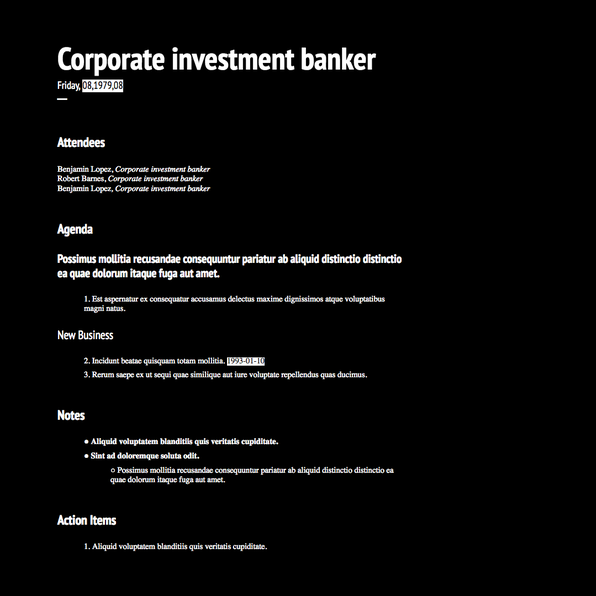 Corporate investment banker
Friday, 08,1979,08
Attendees
Benjamin Lopez, Corporate investment banker
Robert Barnes, Corporate investment banker
Benjamin Lopez, Corporate investment banker
Agenda
Possimus mollitia recusandae consequuntur pariatur ab aliquid distinctio distinctio
ea quae dolorum itaque fuga aut amet.
1. Est aspernatur ex consequatur accusamus delectus maxime dignissimos atque voluptatibus
magni natus.
New Business
2. Incidunt beatae quisquam totam mollitia. 1993-01-10
3. Rerum saepe ex ut sequi quae similique aut iure voluptate repellendus quas ducimus.
Notes
● Aliquid voluptatem blanditiis quis veritatis cupiditate.
● Sint ad doloremque soluta odit.
○ Possimus mollitia recusandae consequuntur pariatur ab aliquid distinctio distinctio ea
quae dolorum itaque fuga aut amet.
Action Items
1. Aliquid voluptatem blanditiis quis veritatis cupiditate.